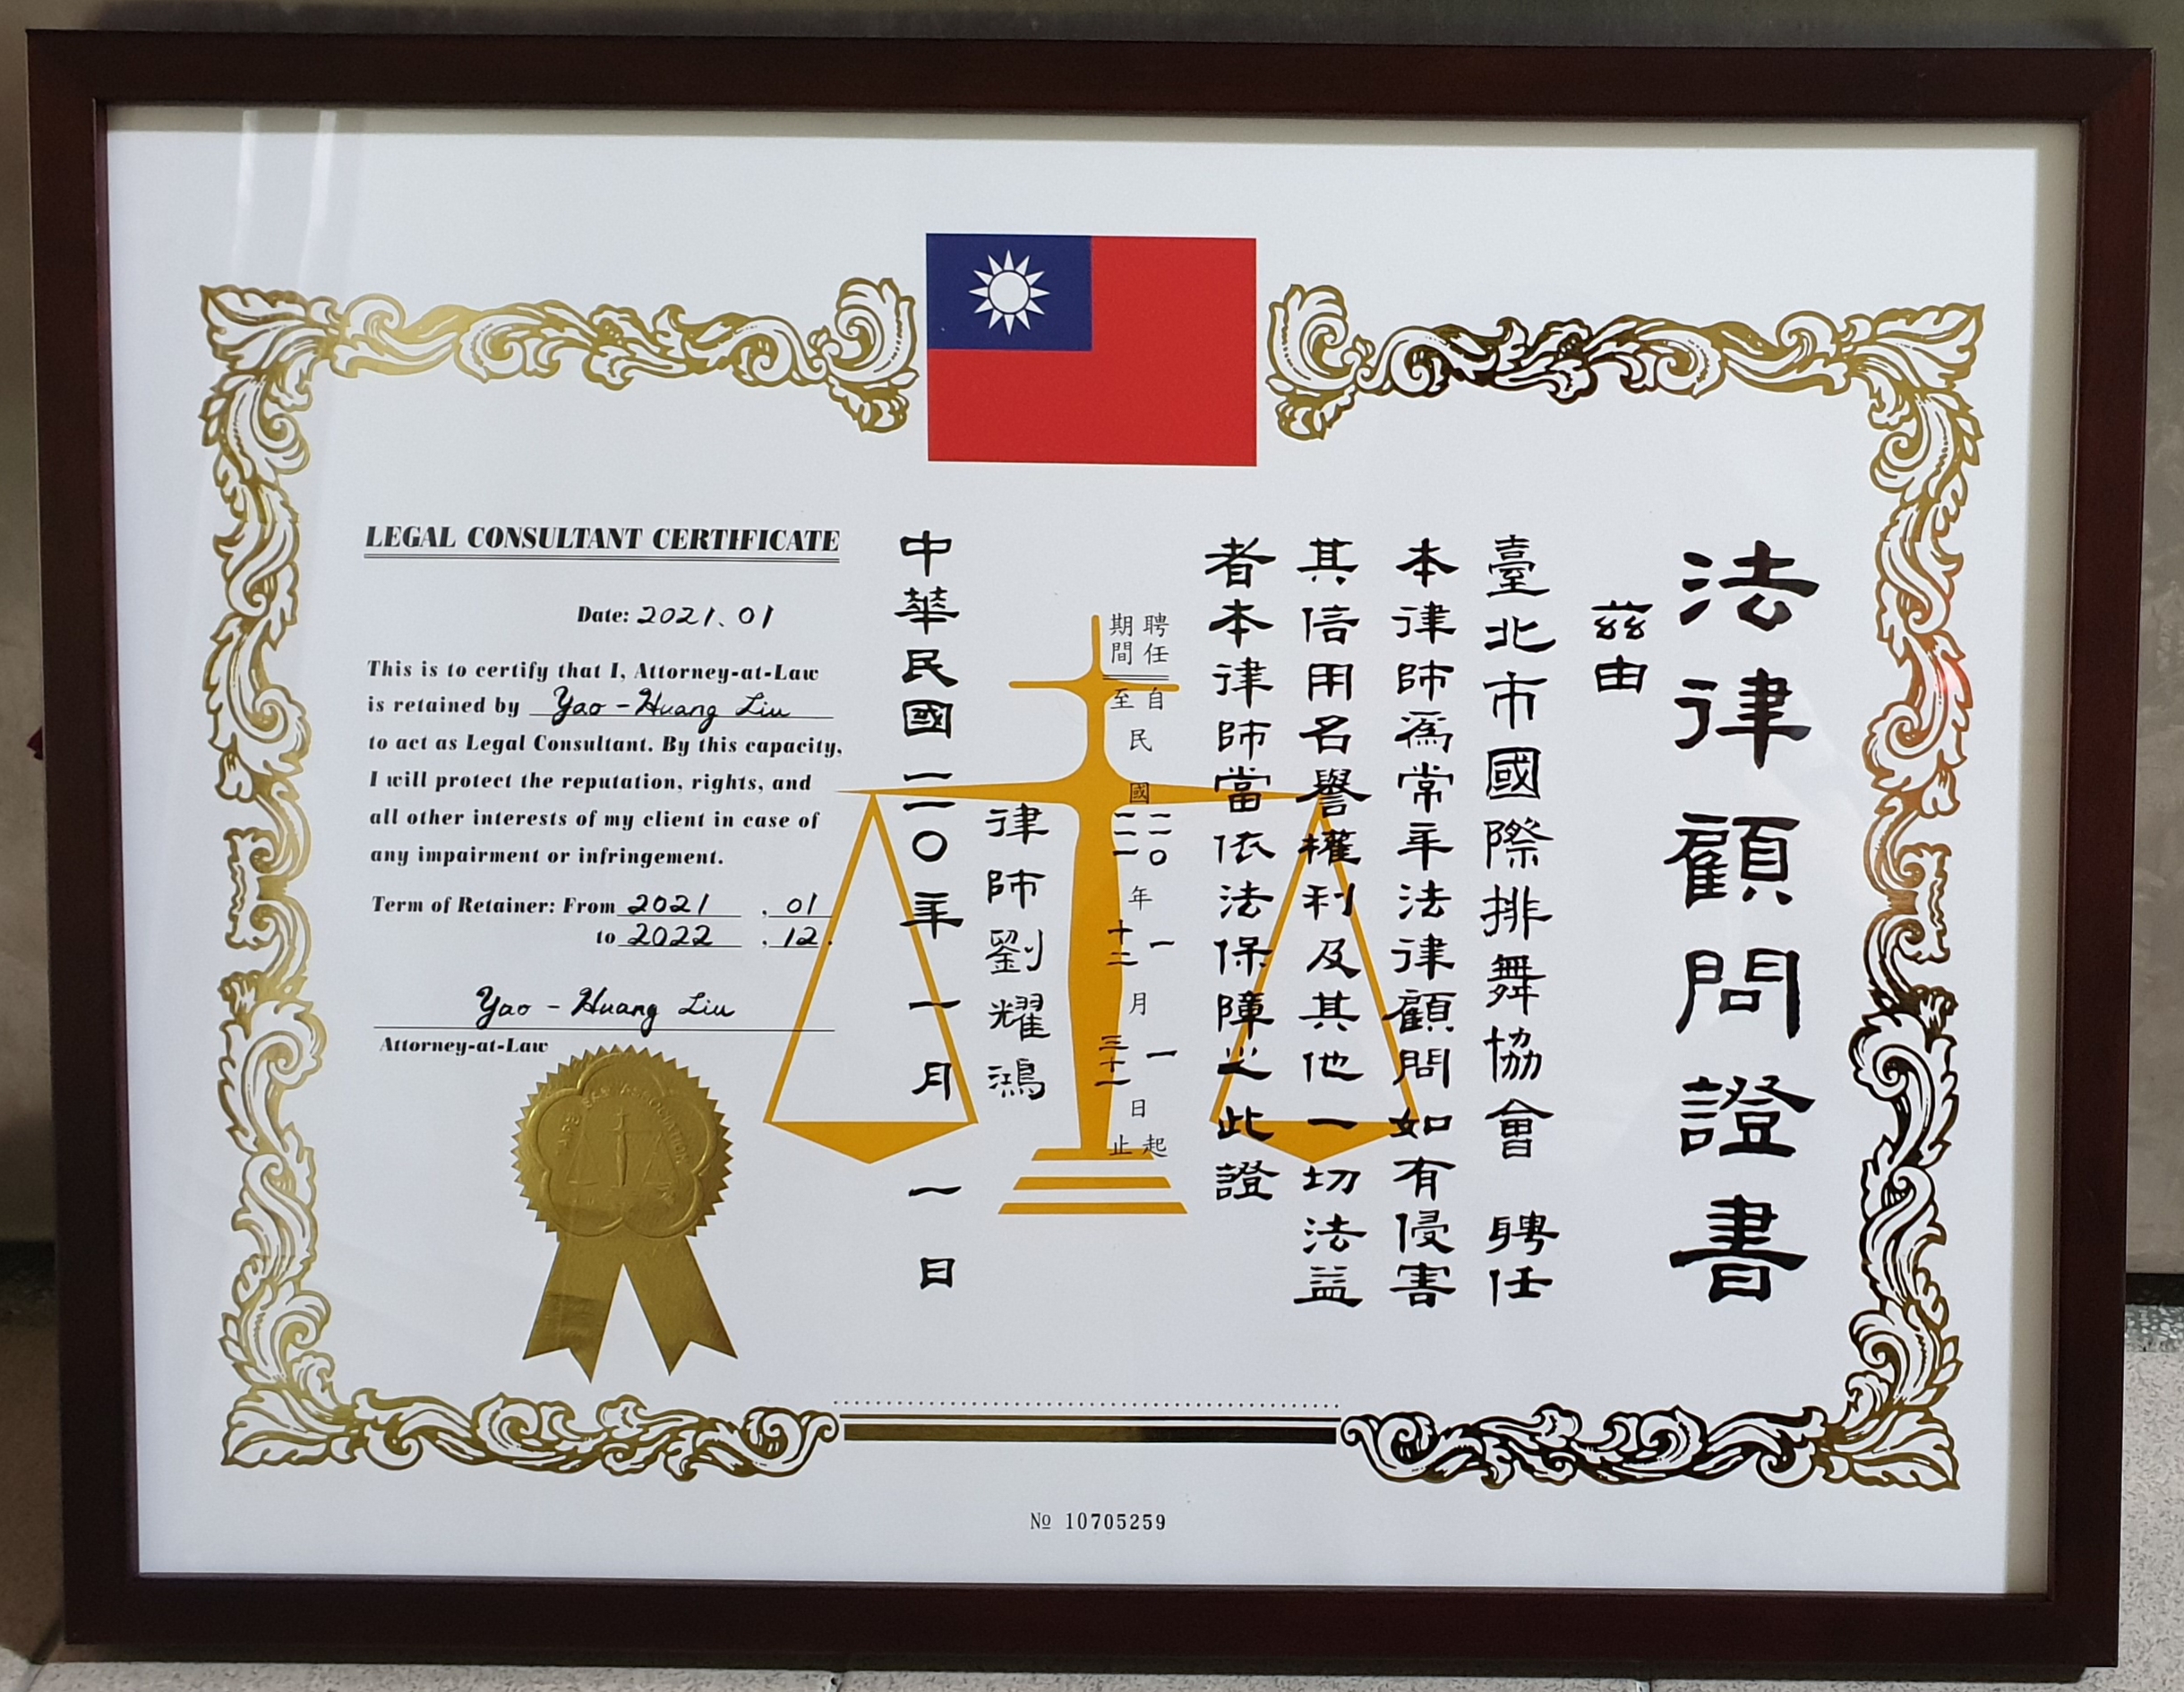 法律顧問證書
茲由
臺北市國際排舞協會 聘任
本律師為常年法律顧問如有侵害
其信用名譽權利及其他一切法益
者本律師當依法保障之此證
聘任
期間
自民國一一〇年一月一日起
至民國一一一年十二月三十一日止
律師劉耀鴻
中華民國一一〇年一月一日
LEGAL CONSULTANT CERTIFICATE
Date: 2021.01
This is to certify that I, Attorney-at-Law
is retained by Yao-Huang Liu
to act as Legal Consultant. By this capacity,
I will protect the reputation, rights, and
all other interests of my client in case of
any impairment or infringement.
Term of Retainer: From 2021 . 01
to 2022 . 12.
Yao-Huang Liu
Attorney-at-Law
BAR ASSOCIATION
№ 10705259